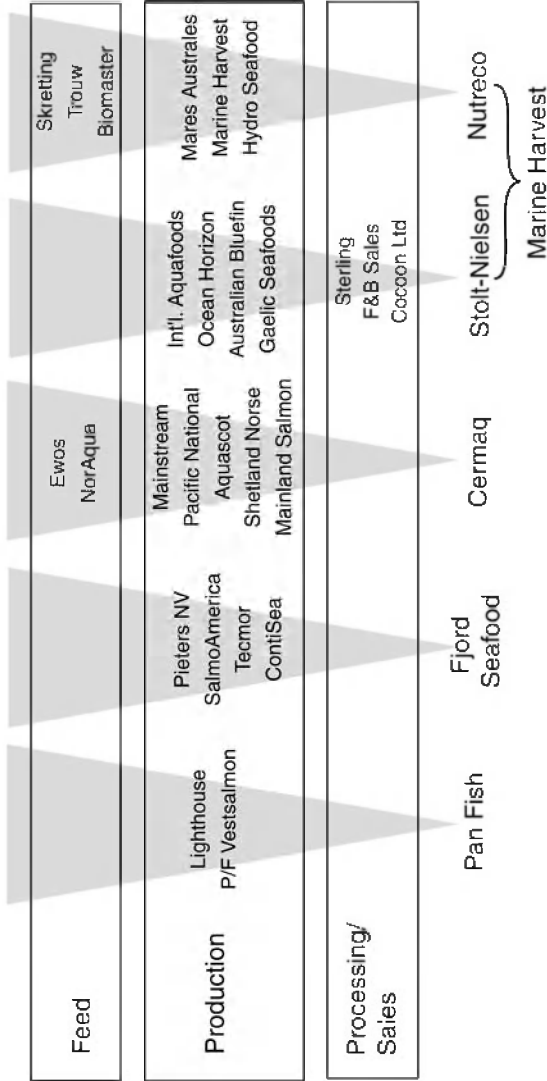 Feed
Ewos
NorAqua
Skretting
Trouw
Biomaster
Production
Lighthouse
P/F Vestsalmon
Pieters NV
SalmoAmerica
Tecmor
ContiSea
Mainstream
Pacific National
Aquascot
Shetland Norse
Mainland Salmon
Int'l. Aquafoods
Ocean Horizon
Australian Bluefin
Gaelic Seafoods
Mares Australes
Marine Harvest
Hydro Seafood
Processing/
Saies
Sterling
F&B Sales
Cocoon Ltd
Pan Fish
Fjord
Seafood
Cermaq
Stolt-Nielsen
Nutreco
Marine Harvest